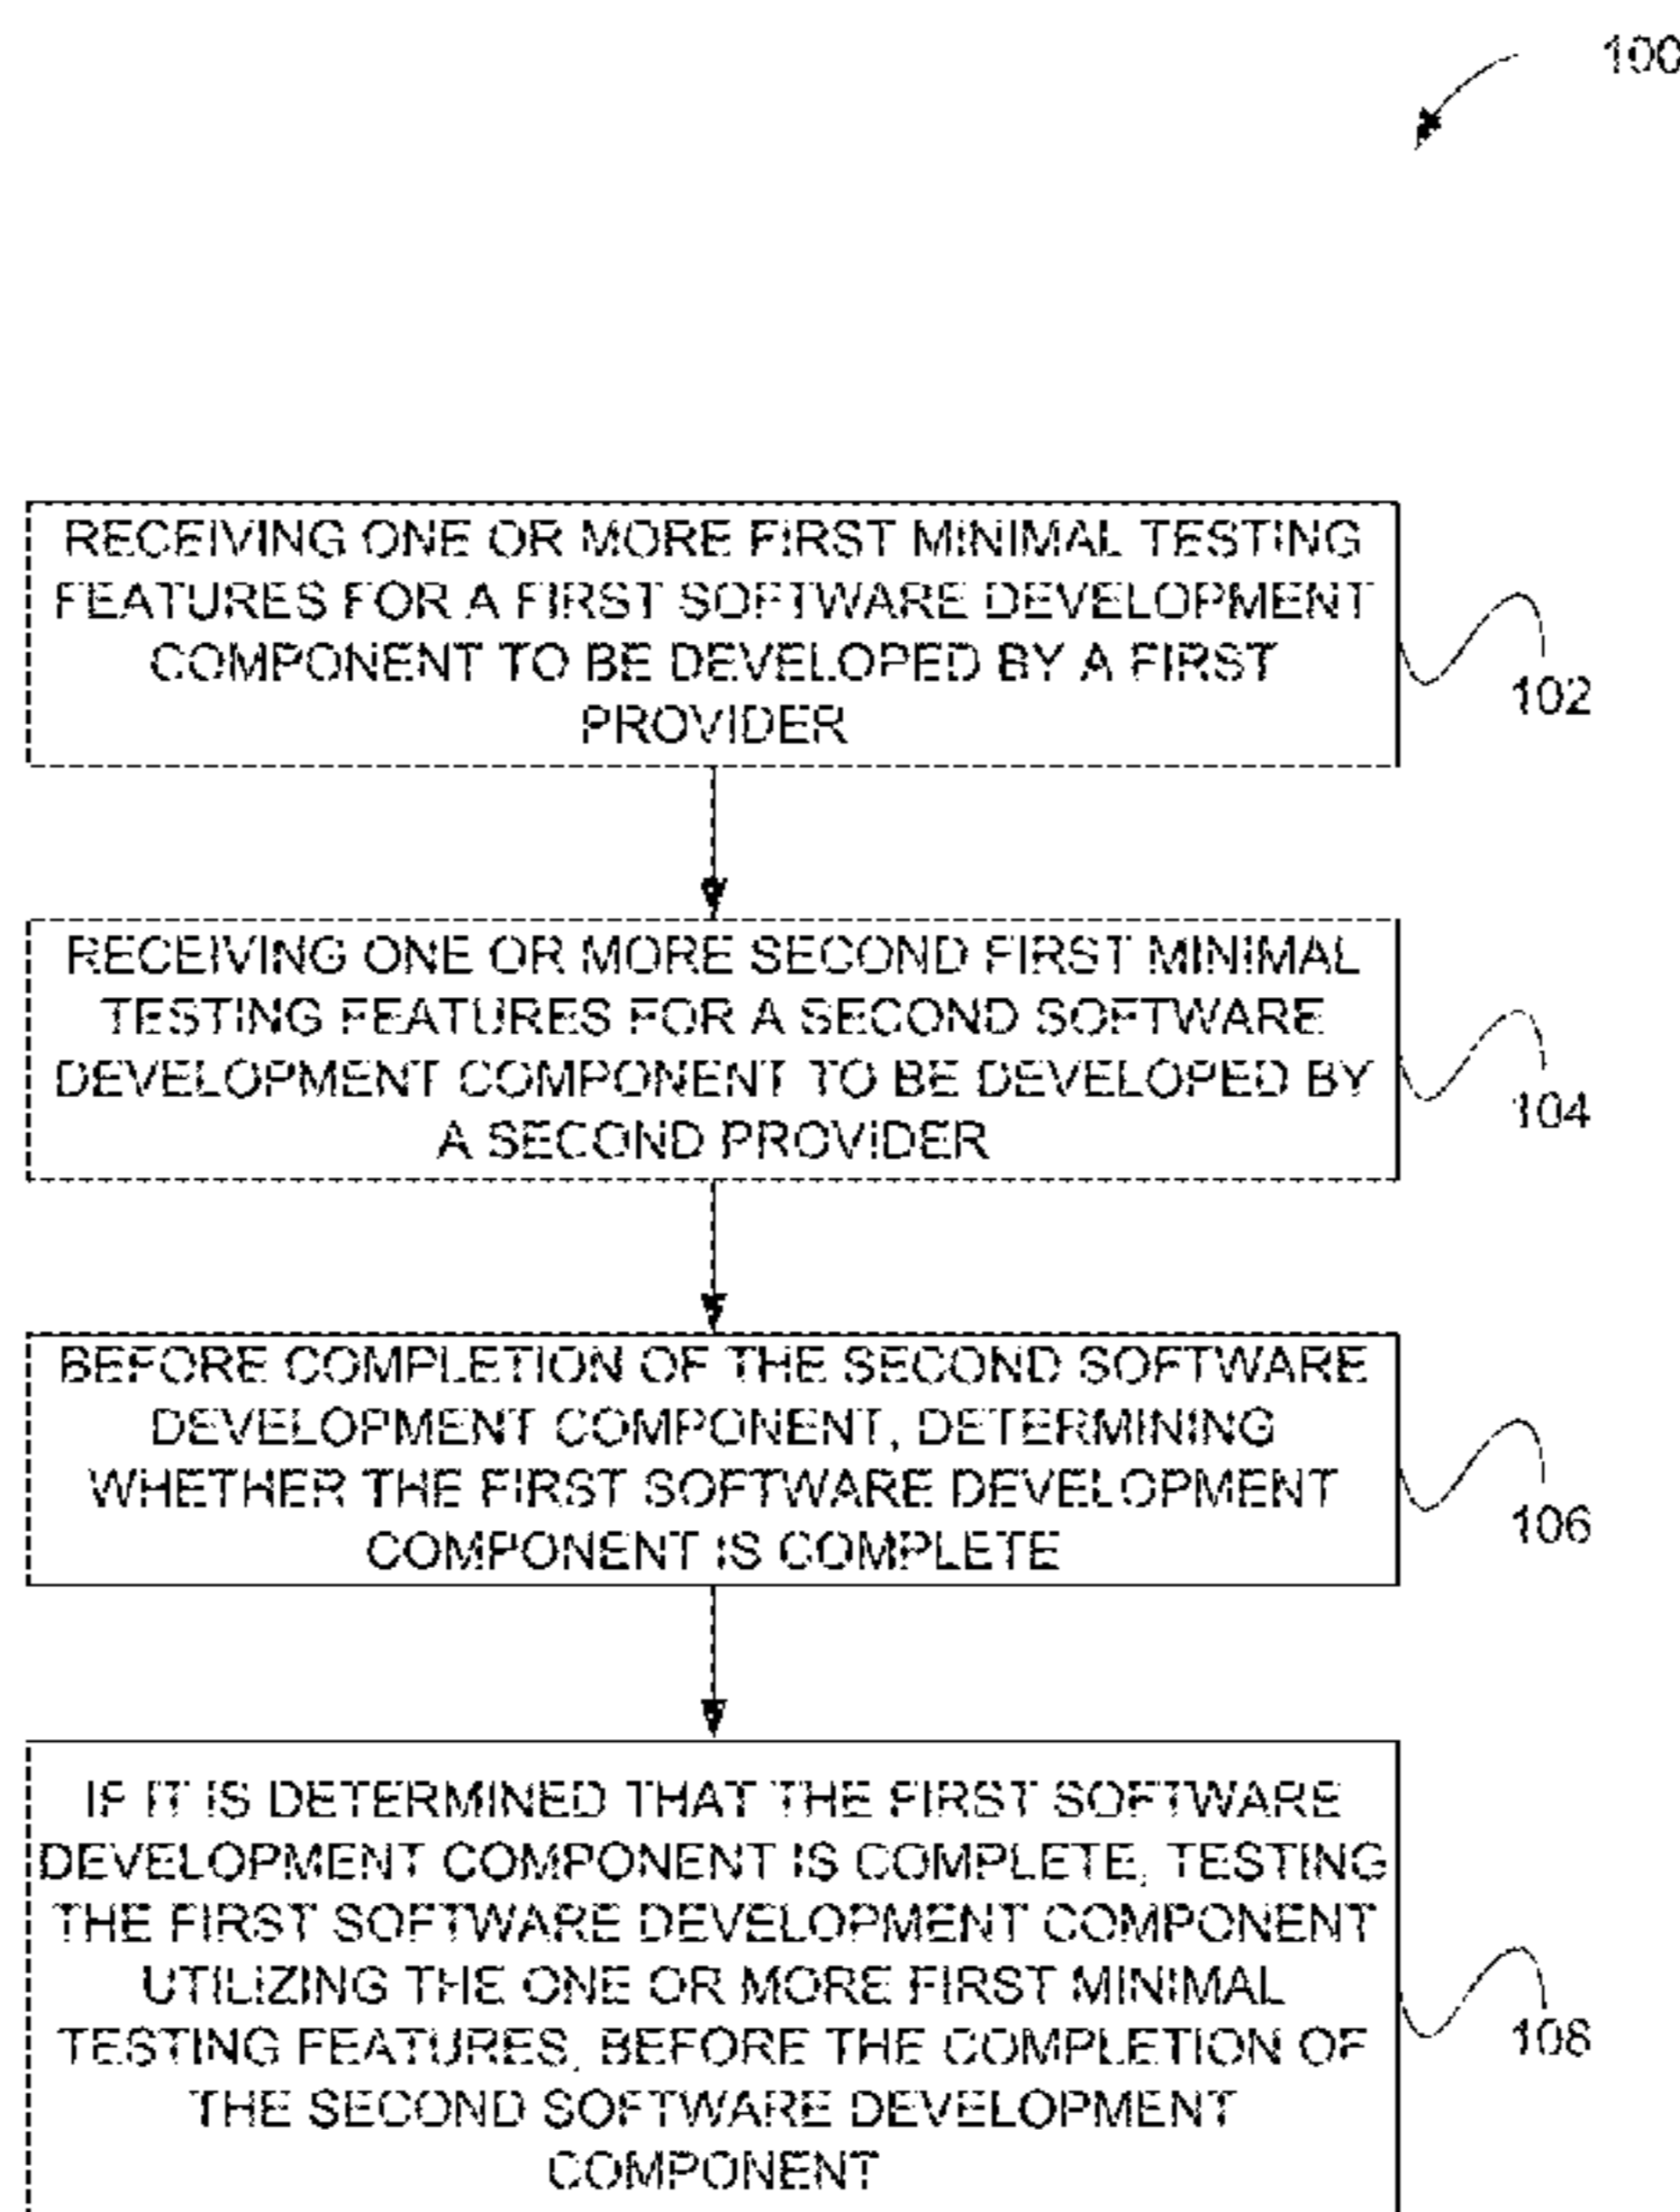 100
RECEIVING ONE OR MORE FIRST MINIMAL TESTING
FEATURES FOR A FIRST SOFTWARE DEVELOPMENT
COMPONENT TO BE DEVELOPED BY A FIRST
PROVIDER
102
RECEIVING ONE OR MORE SECOND FIRST MINIMAL
TESTING FEATURES FOR A SECOND SOFTWARE
DEVELOPMENT COMPONENT TO BE DEVELOPED BY
A SECOND PROVIDER
104
BEFORE COMPLETION OF THE SECOND SOFTWARE
DEVELOPMENT COMPONENT, DETERMINING
WHETHER THE FIRST SOFTWARE DEVELOPMENT
COMPONENT IS COMPLETE
106
IF IT IS DETERMINED THAT THE FIRST SOFTWARE
DEVELOPMENT COMPONENT IS COMPLETE, TESTING
THE FIRST SOFTWARE DEVELOPMENT COMPONENT
UTILIZING THE ONE OR MORE FIRST MINIMAL
TESTING FEATURES, BEFORE THE COMPLETION OF
THE SECOND SOFTWARE DEVELOPMENT
COMPONENT
108